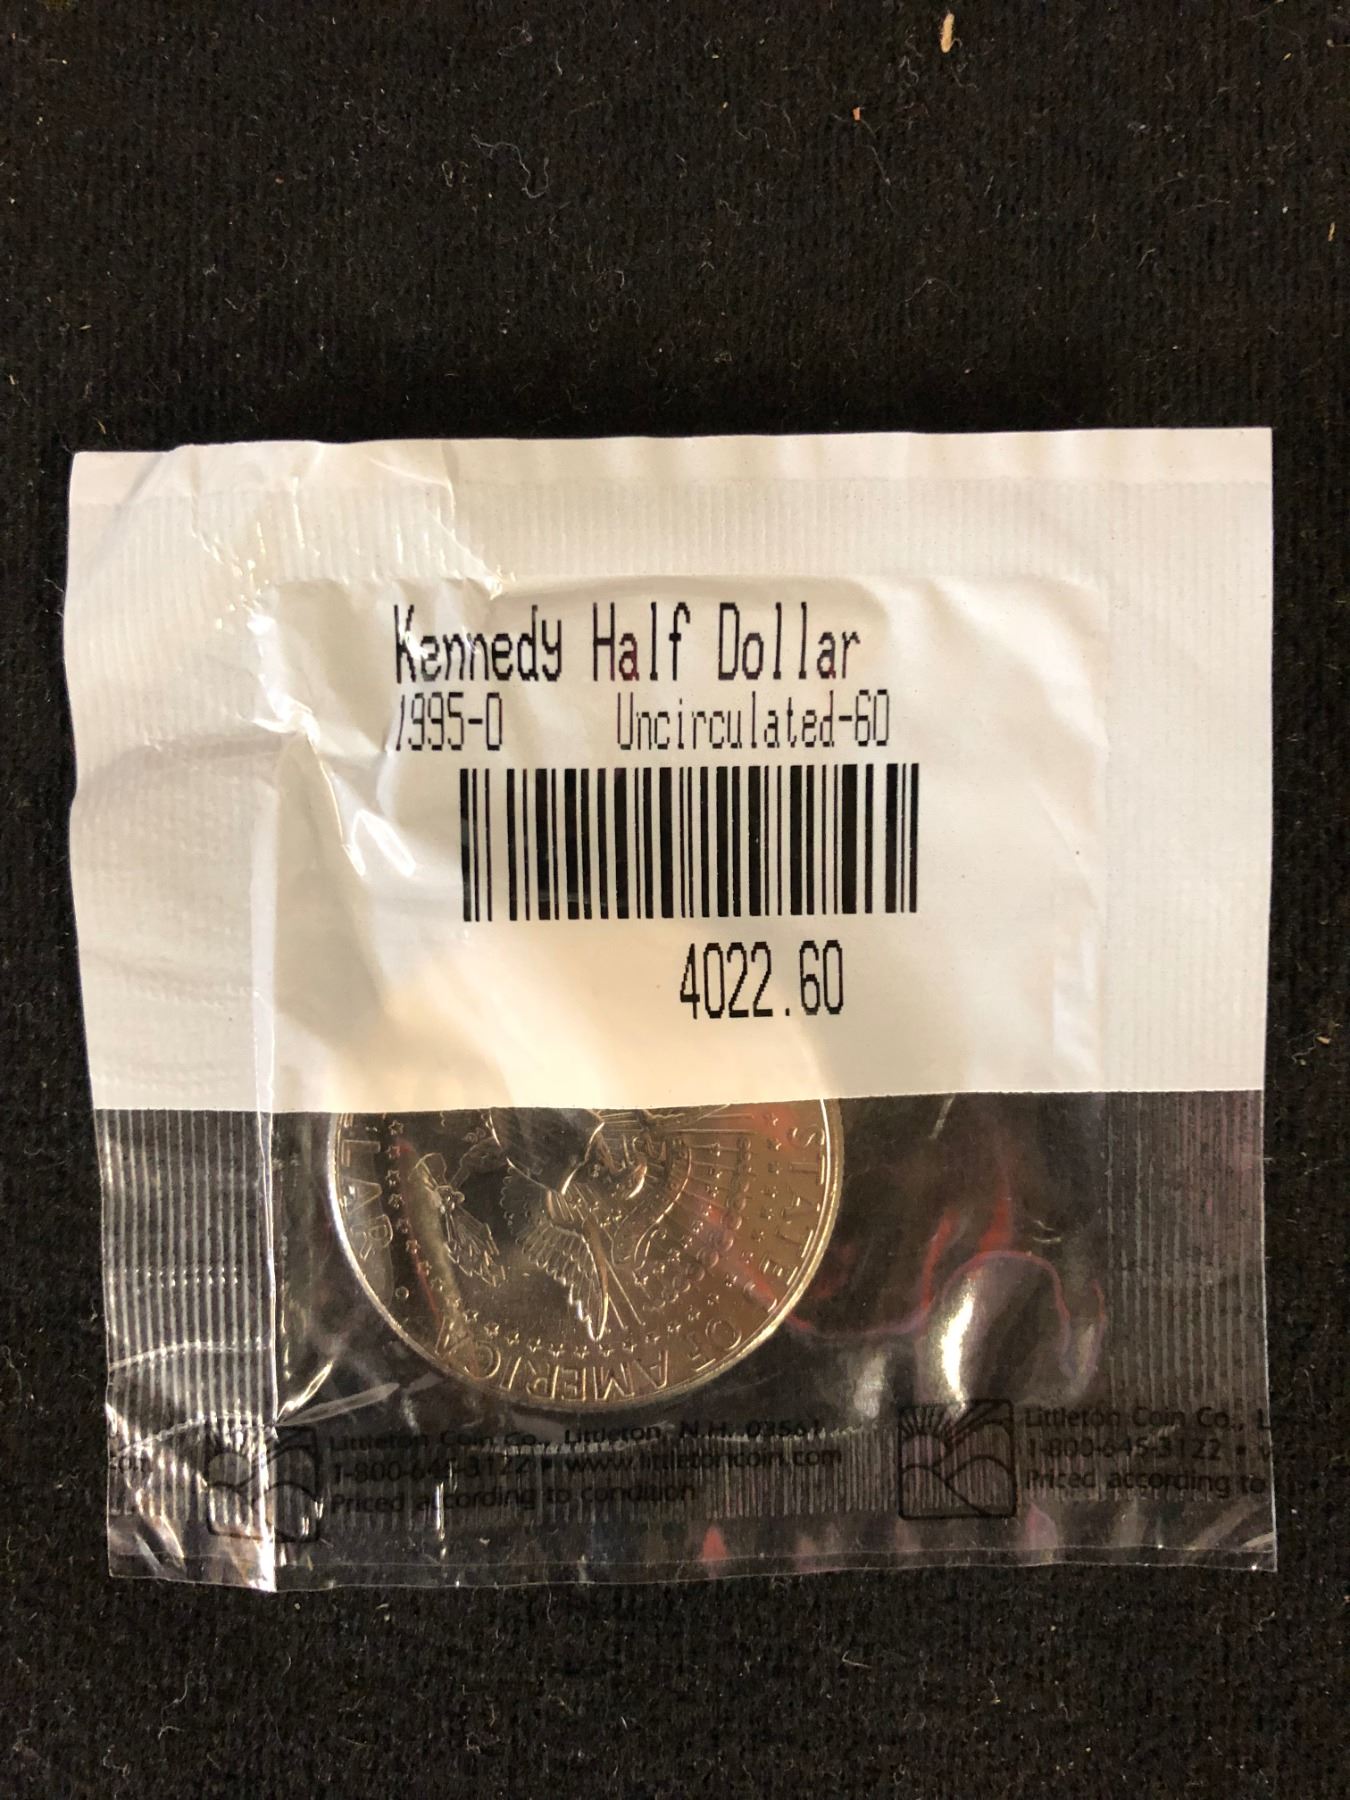 Kennedy Half Dollar
1995-D Uncirculated-60
4022.60
LLAR
STATES OF AMERICA
Littleton Coin Co., Littleton, N.H. 03561
1-800-645-3122 • www.littletoncoin.com
Priced according to condition
Littleton Coin Co., L
1-800-645-3122 •
Priced according to